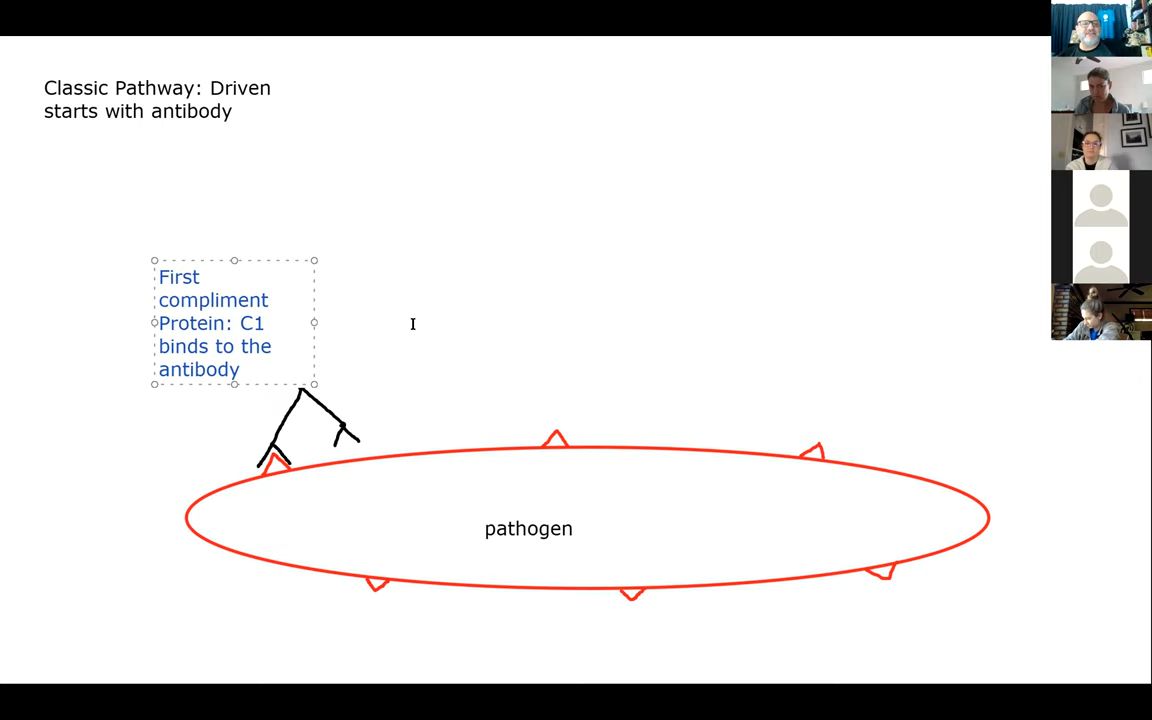 Classic Pathway: Driven
starts with antibody
First
compliment
Protein: C1
binds to the
antibody
pathogen